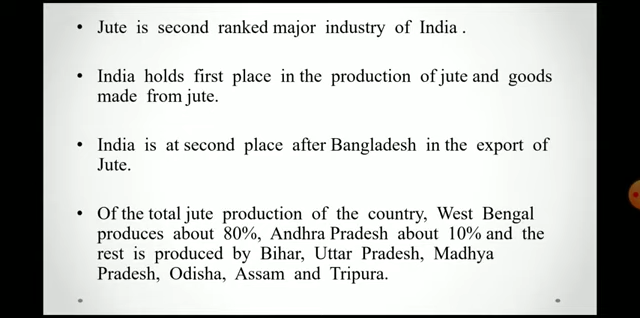 • Jute is second ranked major industry of India .
• India holds first place in the production of jute and goods
made from jute.
• India is at second place after Bangladesh in the export of
Jute.
• Of the total jute production of the country, West Bengal
produces about 80%, Andhra Pradesh about 10% and the
rest is produced by Bihar, Uttar Pradesh, Madhya
Pradesh, Odisha, Assam and Tripura.